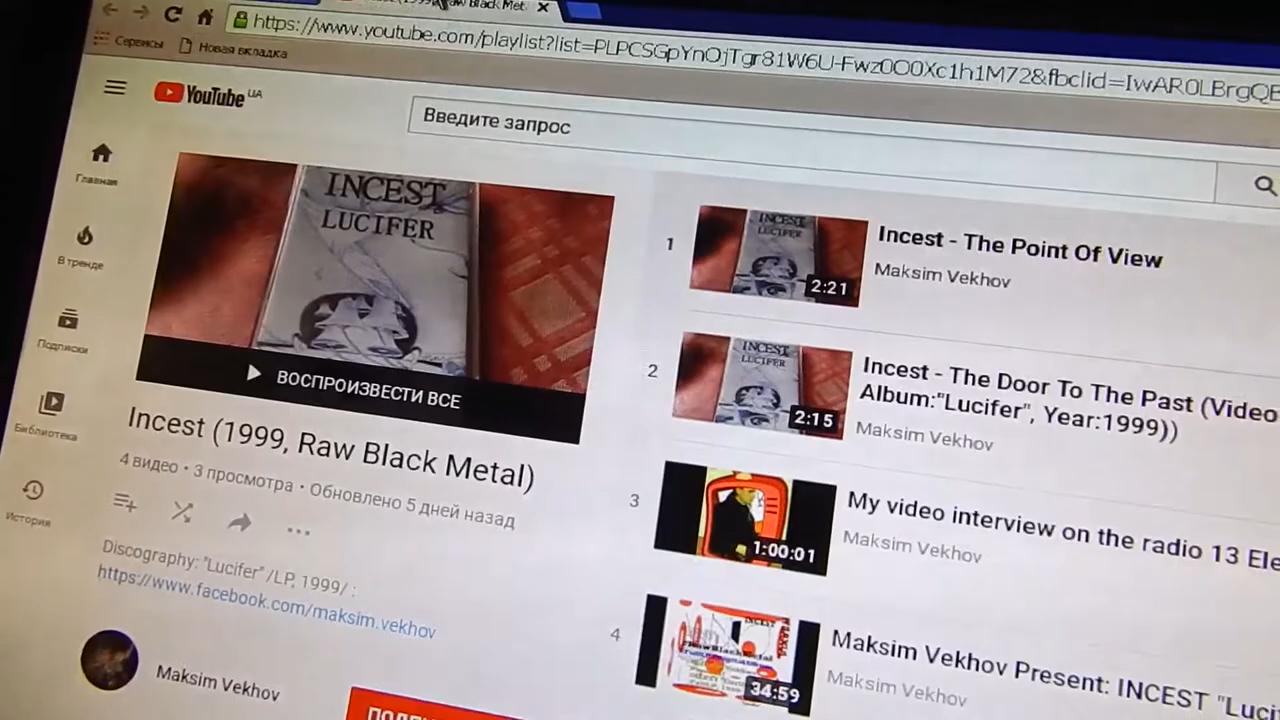 https://www.youtube.com/playlist?list=PLPCSGpYnOjTgr81W6U-Fwz0O0Xc1h1M72&fbclid=IwAR0LBrgQE
Сервисы
Новая вкладка
YouTube UA
Введите запрос
Главная
В тренде
Подписки
Библиотека
История
INCEST
LUCIFER
ВОСПРОИЗВЕСТИ ВСЕ
Incest (1999, Raw Black Metal)
4 видео • 3 просмотра • Обновлено 5 дней назад
Discography: "Lucifer" /LP, 1999/ :
https://www.facebook.com/maksim.vekhov
Maksim Vekhov
1
INCEST
LUCIFER
2:21
Incest - The Point Of View
Maksim Vekhov
2
INCEST
LUCIFER
2:15
Incest - The Door To The Past (Video
Album:"Lucifer", Year:1999))
Maksim Vekhov
3
1:00:01
My video interview on the radio 13 Ele
Maksim Vekhov
4
INCEST
34:59
Maksim Vekhov Present: INCEST "Luci
Maksim Vekhov